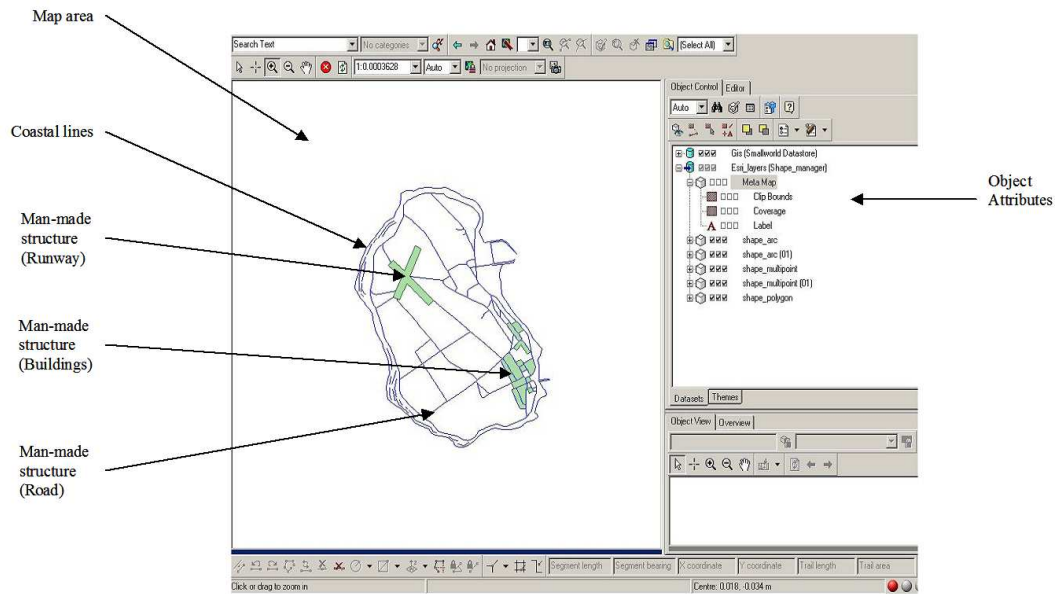 Map area
Coastal lines
Man-made
structure
(Runway)
Man-made
structure
(Buildings)
Man-made
structure
(Road)
Search Text
No categories
(Select All)
1:0.0003628
Auto
No projection
Object Control
Editor
Auto
Gis (Smallworld Datastore)
Esri_layers (Shape_manager)
Meta Map
Clip Bounds
Coverage
A Label
shape_arc
shape_arc (01)
shape_multipoint
shape_multipoint (01)
shape_polygon
Datasets
Themes
Object View
Overview
Object
Attributes
Segment length
Segment bearing
X coordinate
Y coordinate
Trail length
Trail area
Click or drag to zoom in
Centre: 0.018, -0.034 m